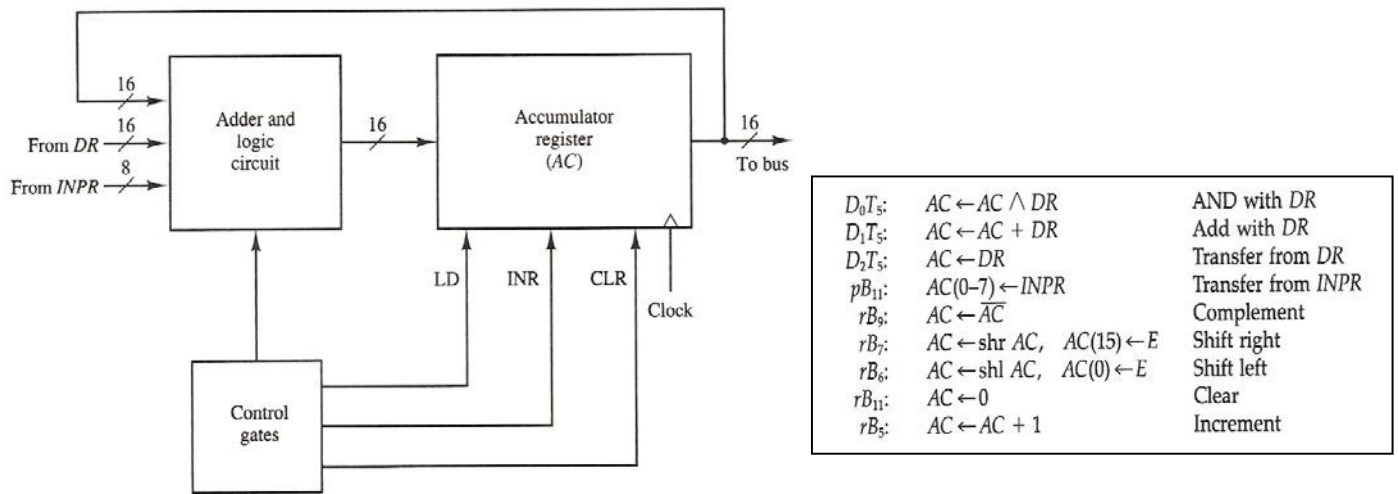 16
Adder and
logic
circuit
16
From DR
8
From INPR
16
Accumulator
register
(AC)
16
To bus
LD
INR
CLR
Clock
Control
gates
D₀T₅: AC ← AC ∧ DR AND with DR
D₁T₅: AC ← AC + DR Add with DR
D₂T₅: AC ← DR Transfer from DR
pB₁₁: AC(0–7) ← INPR Transfer from INPR
rB₉: AC ← A̅C̅ Complement
rB₇: AC ← shr AC, AC(15) ← E Shift right
rB₆: AC ← shl AC, AC(0) ← E Shift left
rB₁₁: AC ← 0 Clear
rB₅: AC ← AC + 1 Increment